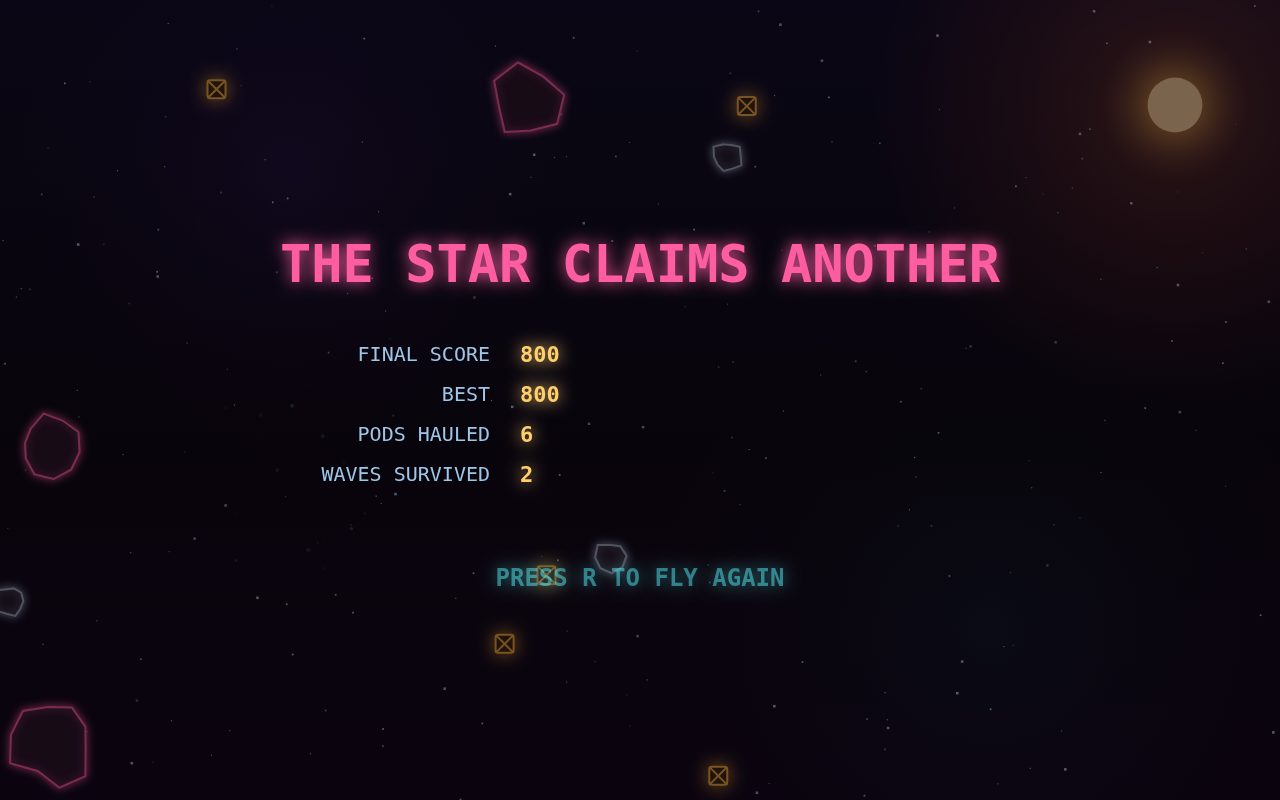 THE STAR CLAIMS ANOTHER
FINAL SCORE 800
BEST 800
PODS HAULED 6
WAVES SURVIVED 2
PRESS R TO FLY AGAIN